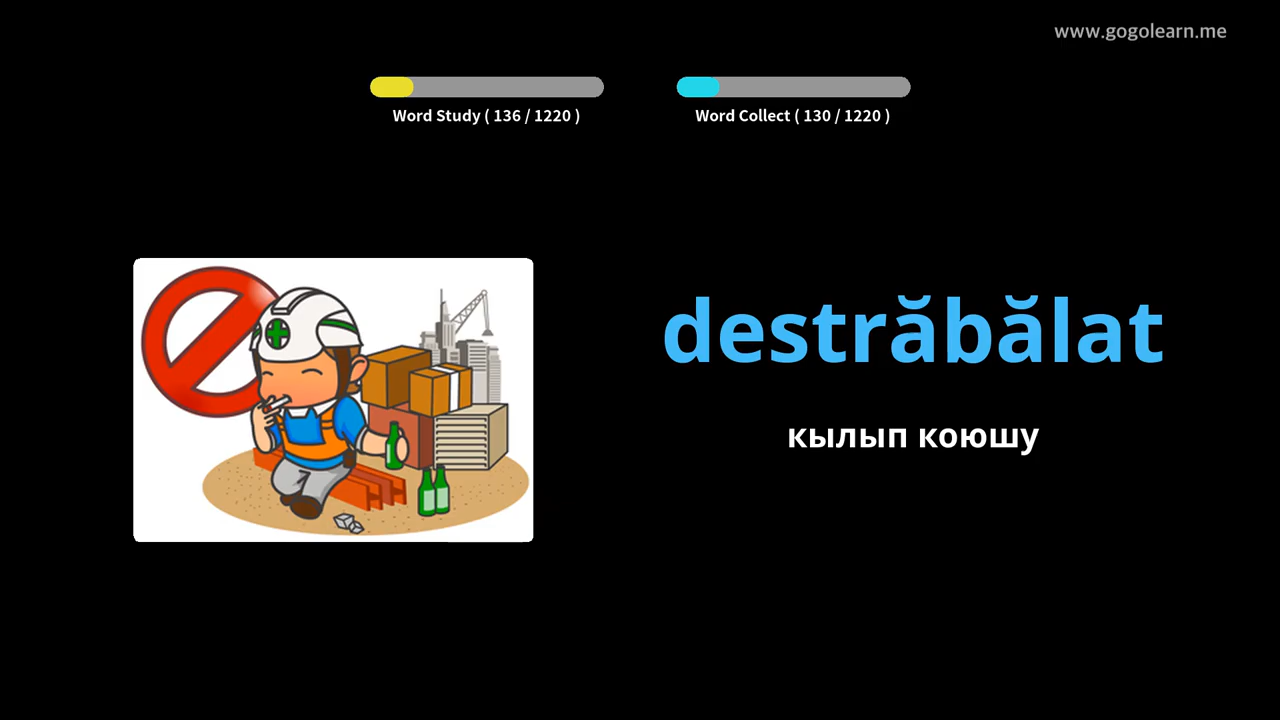 www.gogolearn.me
Word Study ( 136 / 1220 )
Word Collect ( 130 / 1220 )
destrăbălat
кылып коюшу